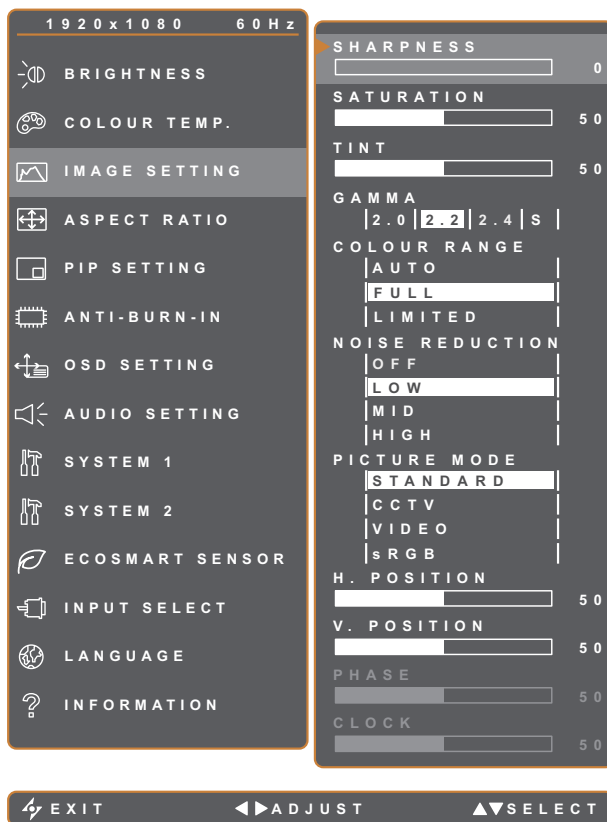 1920x1080 60Hz
BRIGHTNESS
COLOUR TEMP.
IMAGE SETTING
ASPECT RATIO
PIP SETTING
ANTI-BURN-IN
OSD SETTING
AUDIO SETTING
SYSTEM 1
SYSTEM 2
ECOSMART SENSOR
INPUT SELECT
LANGUAGE
INFORMATION
SHARPNESS
0
SATURATION
50
TINT
50
GAMMA
2.0 2.2 2.4 S
COLOUR RANGE
AUTO
FULL
LIMITED
NOISE REDUCTION
OFF
LOW
MID
HIGH
PICTURE MODE
STANDARD
CCTV
VIDEO
sRGB
H. POSITION
50
V. POSITION
50
PHASE
50
CLOCK
50
EXIT ADJUST SELECT